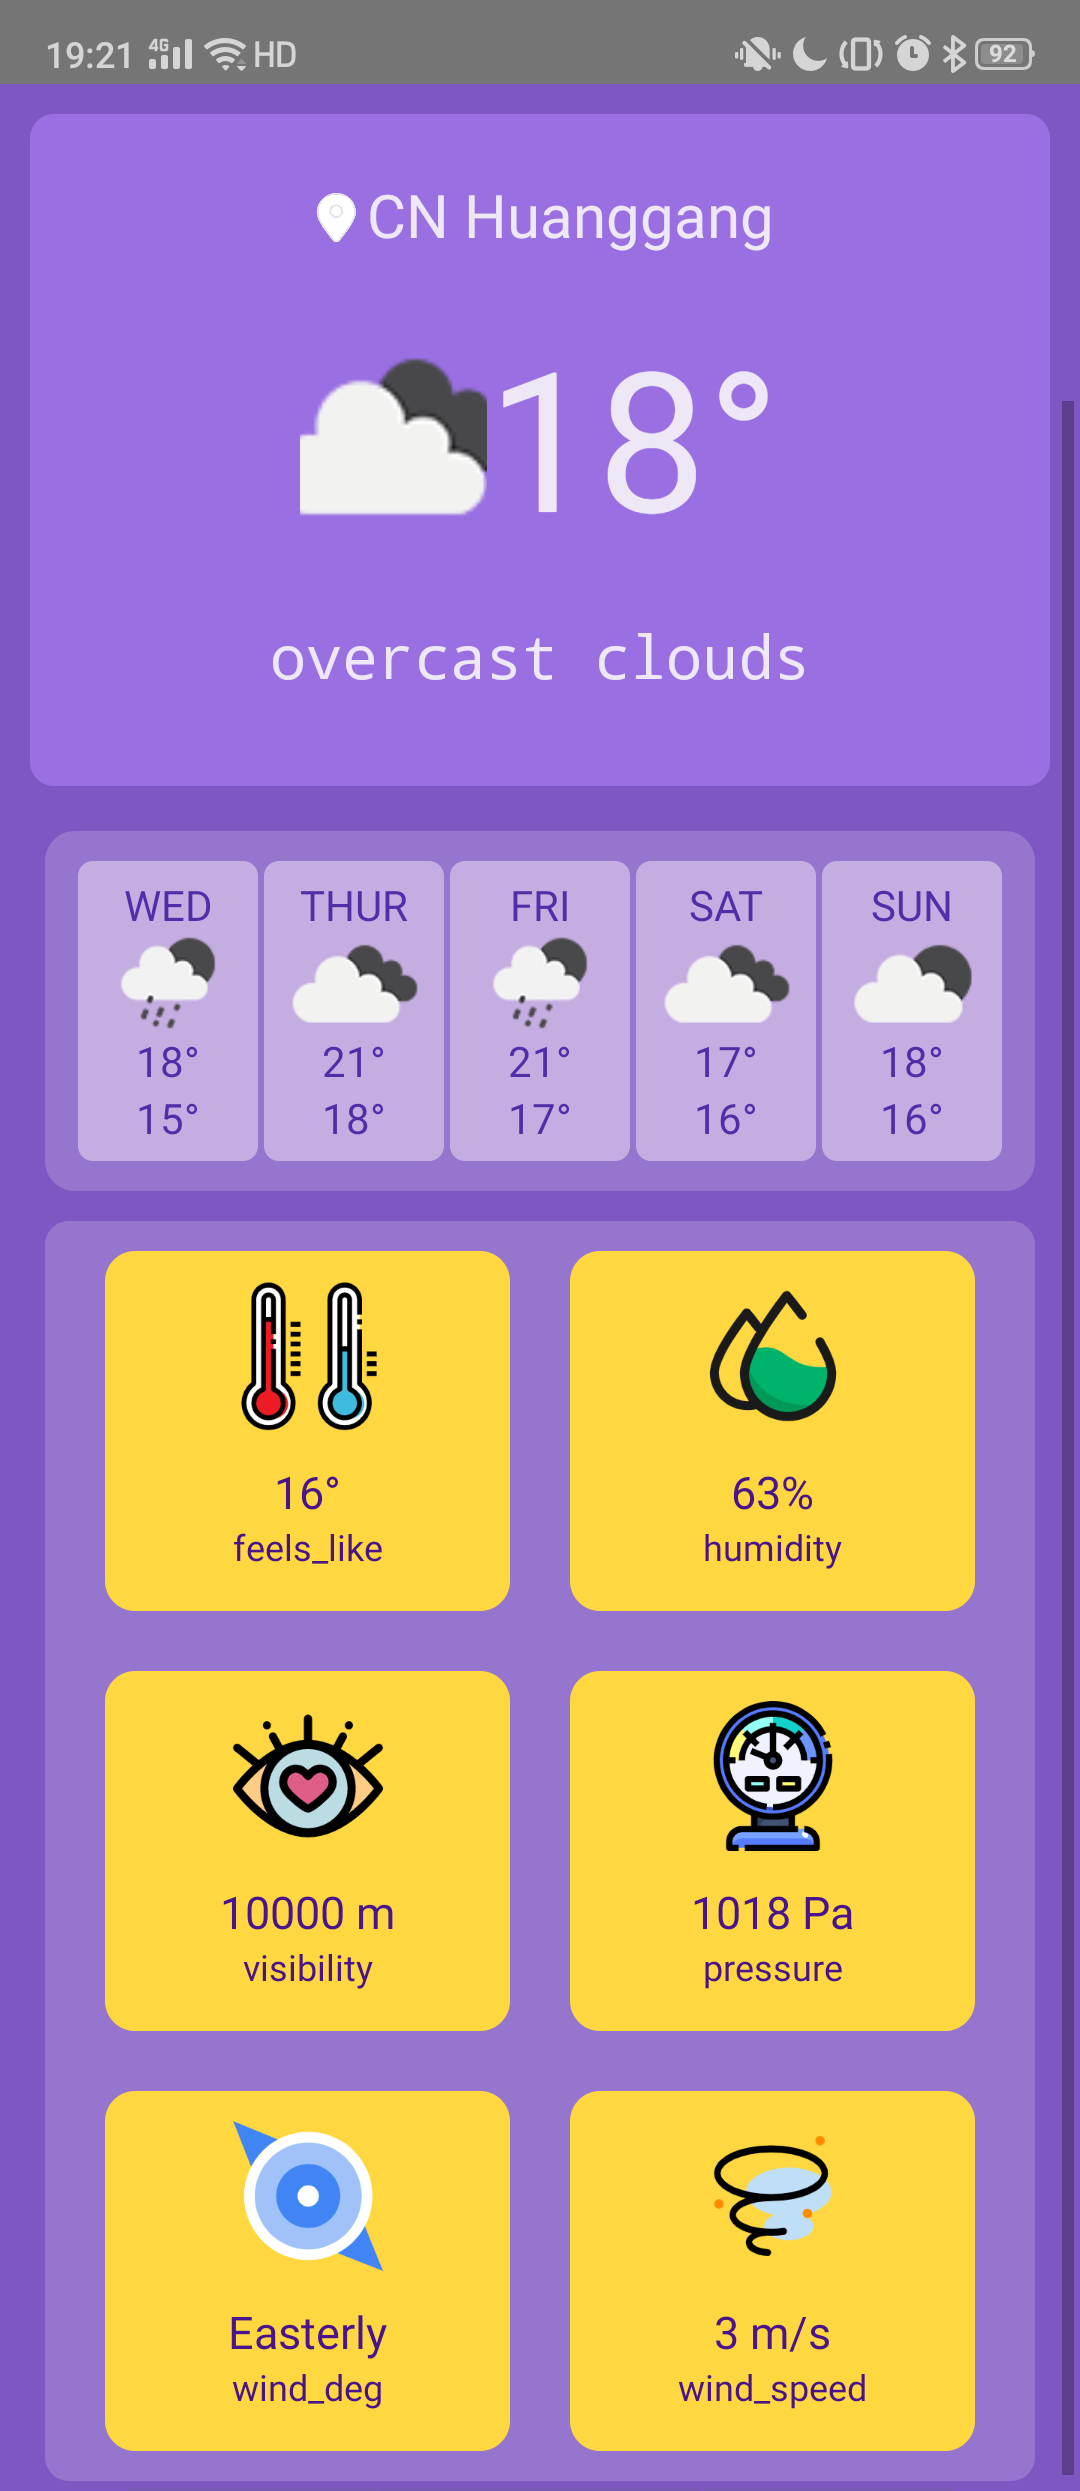 19:21 4G HD 92
CN Huanggang
18°
overcast clouds
WED THUR FRI SAT SUN
18° 21° 21° 17° 18°
15° 18° 17° 16° 16°
16° 63%
feels_like humidity
10000 m 1018 Pa
visibility pressure
Easterly 3 m/s
wind_deg wind_speed